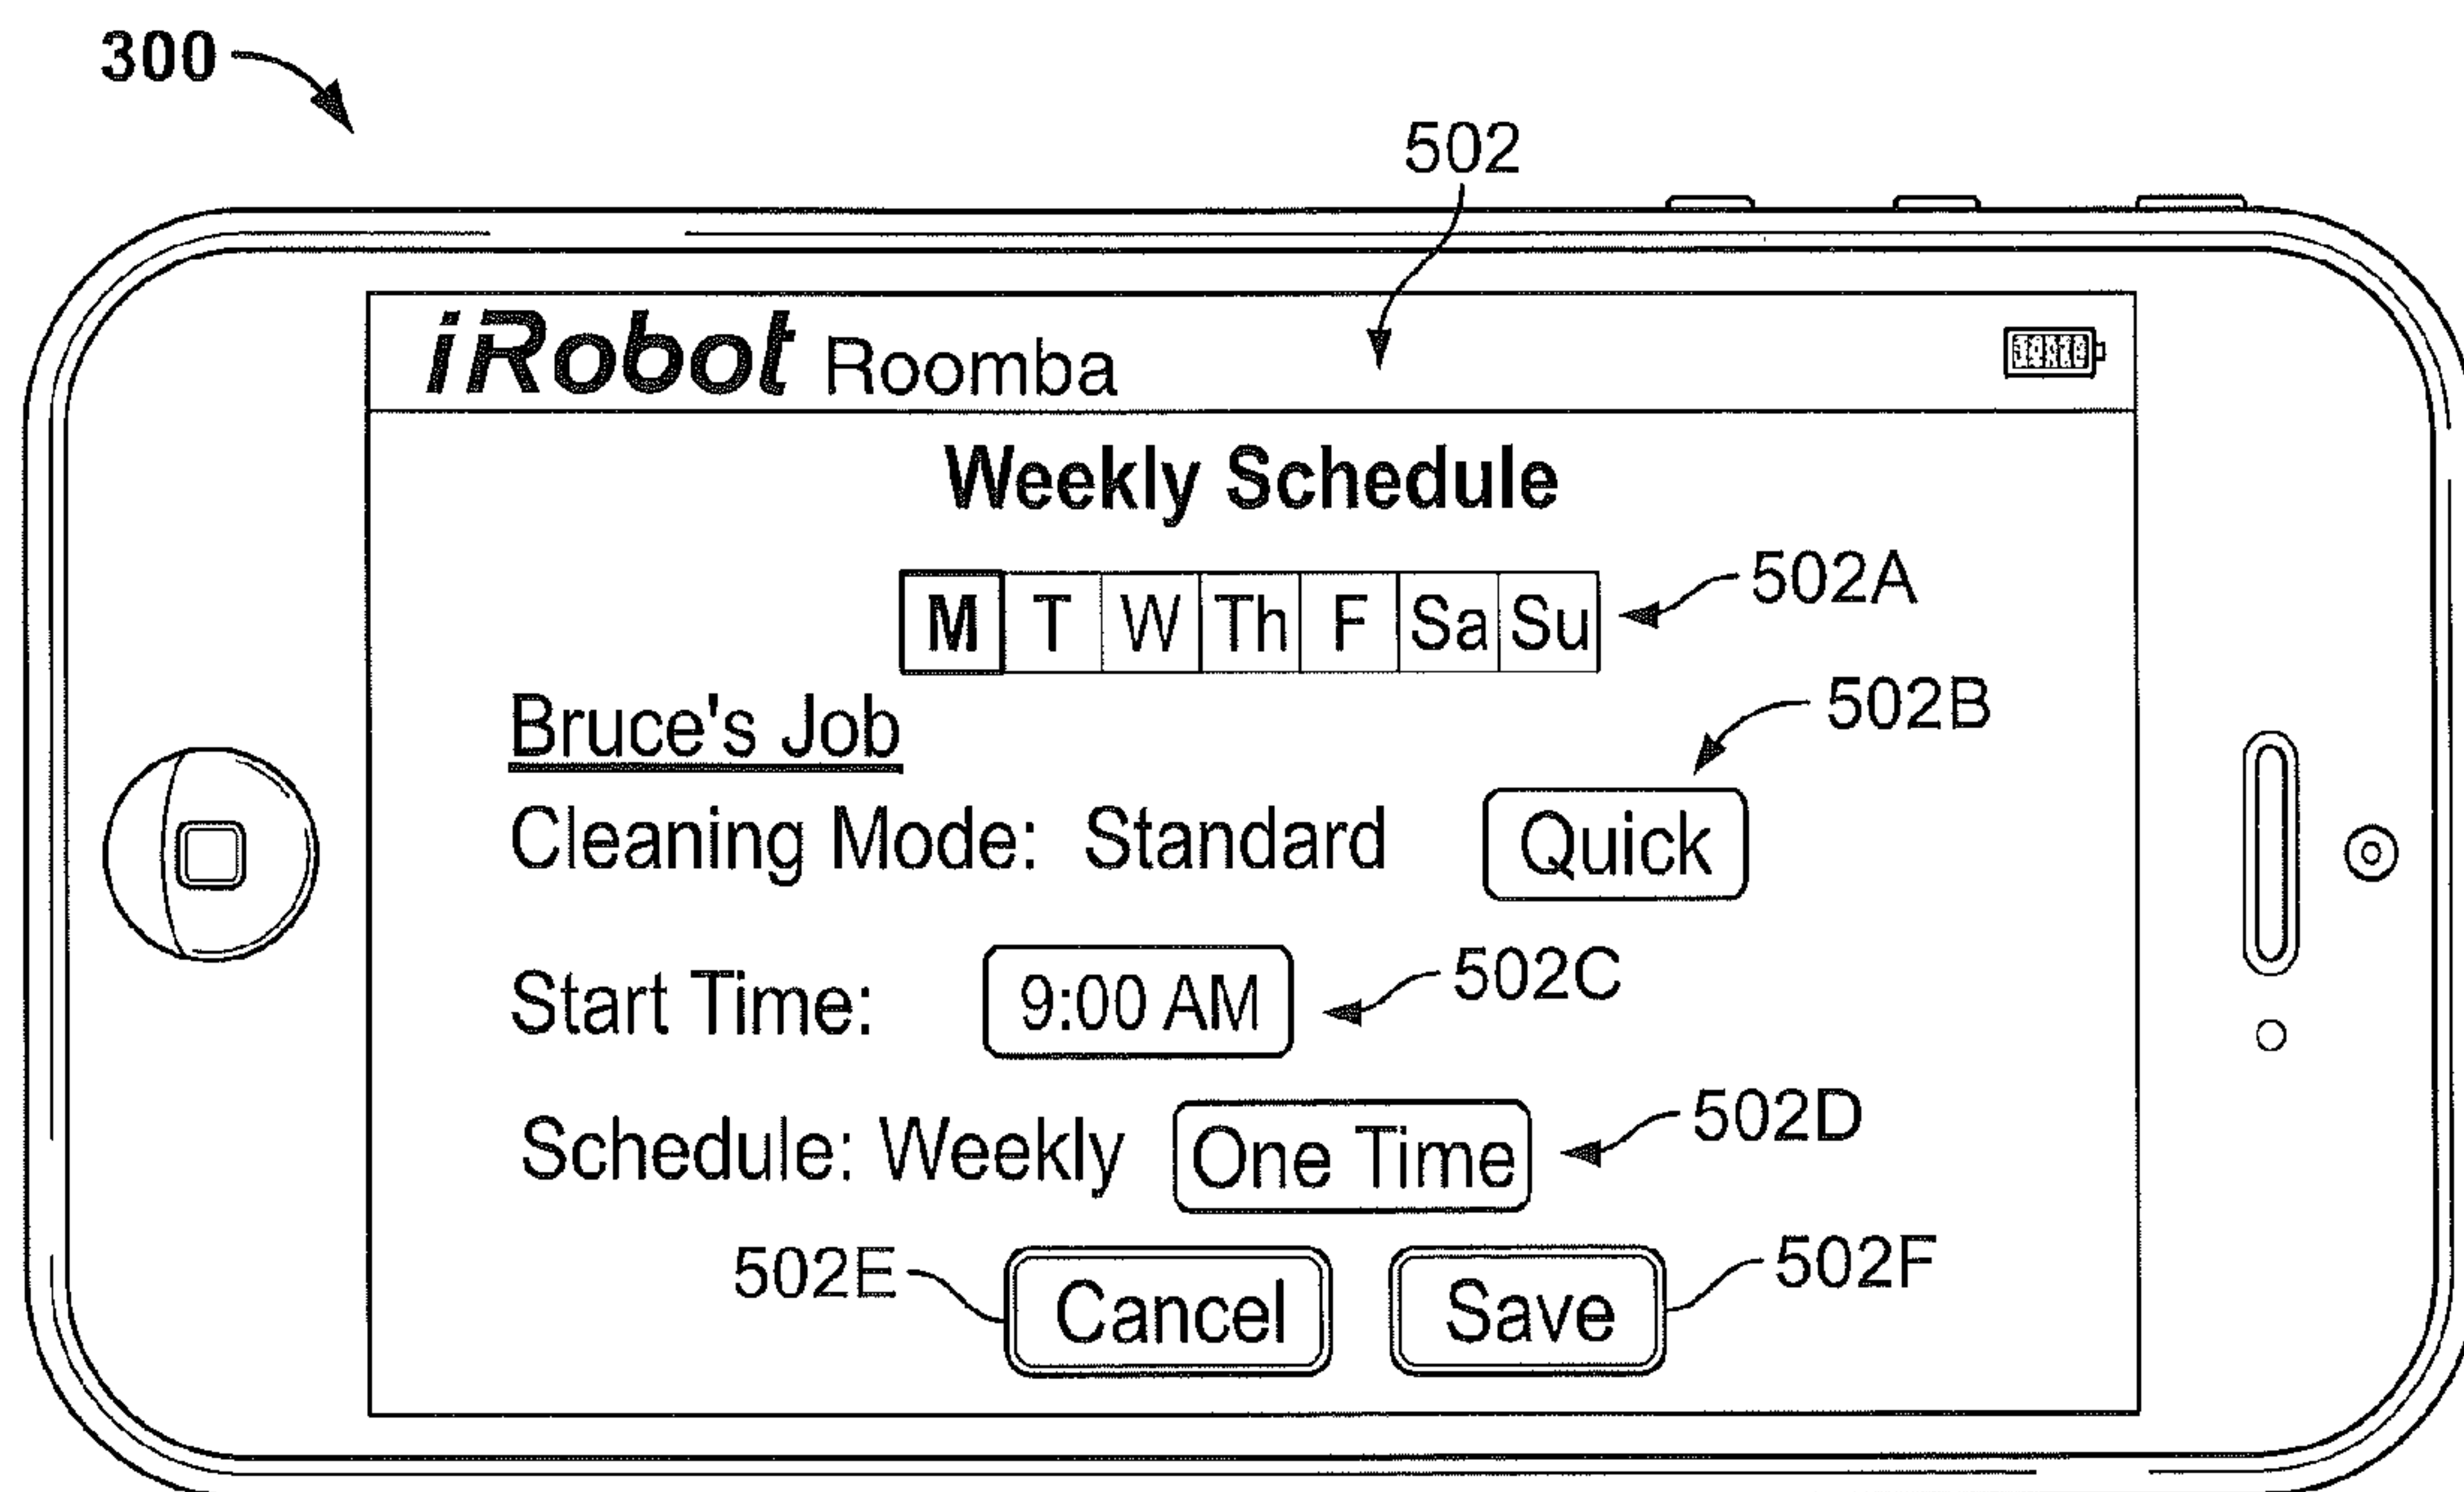 300
502
iRobot Roomba
Weekly Schedule
M T W Th F Sa Su
502A
Bruce's Job
502B
Cleaning Mode: Standard Quick
Start Time: 9:00 AM
502C
Schedule: Weekly One Time
502D
502E
Cancel Save
502F